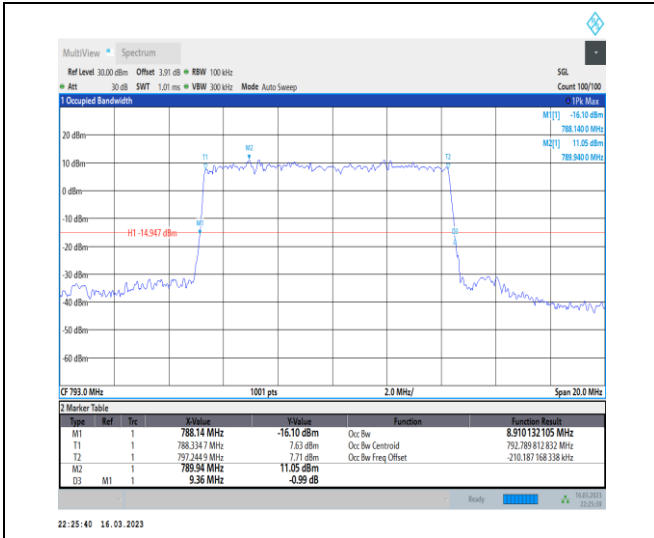 MultiView Spectrum
Ref Level 30.00 dBm Offset 3.91 dB RBW 100 kHz SGL
Att 30 dB SWT 1.01 ms VBW 300 kHz Mode Auto Sweep Count 100/100
1 Occupied Bandwidth 1Pk Max
M1[1] -16.10 dBm
788.140 0 MHz
M2[1] 11.05 dBm
789.940 0 MHz
20 dBm
T1 M2 T2
10 dBm
0 dBm
-10 dBm
M1
H1 -14.947 dBm D3
-20 dBm
-30 dBm
-40 dBm
-50 dBm
-60 dBm
CF 793.0 MHz 1001 pts 2.0 MHz/ Span 20.0 MHz
2 Marker Table
Type Ref Trc X-Value Y-Value Function Function Result
M1 1 788.14 MHz -16.10 dBm Occ Bw 8.910 132 105 MHz
T1 1 788.334 7 MHz 7.63 dBm Occ Bw Centroid 792.789 812 832 MHz
T2 1 797.244 9 MHz 7.71 dBm Occ Bw Freq Offset -210.187 168 338 kHz
M2 1 789.94 MHz 11.05 dBm
D3 M1 1 9.36 MHz -0.99 dB
Ready 16.03.2023
22:25:39
22:25:40 16.03.2023